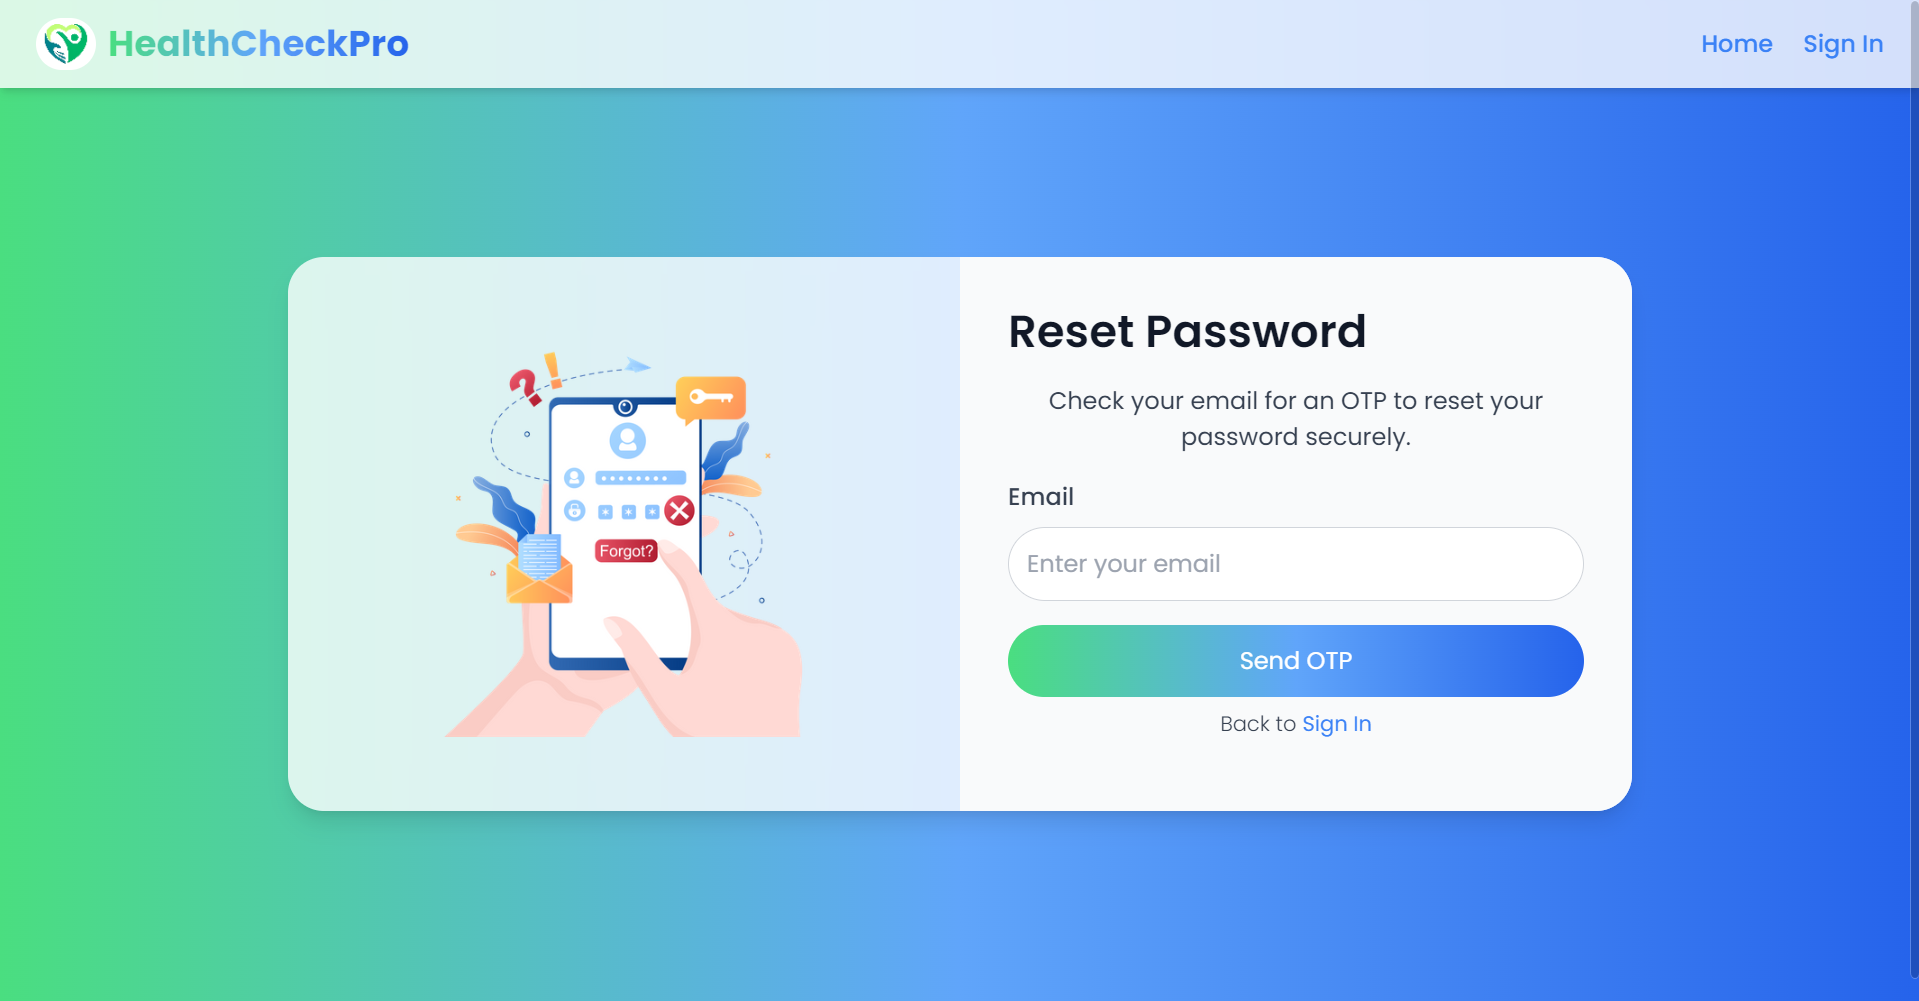 HealthCheckPro
Home
Sign In
Forgot?
Reset Password
Check your email for an OTP to reset your
password securely.
Email
Enter your email
Send OTP
Back to Sign In